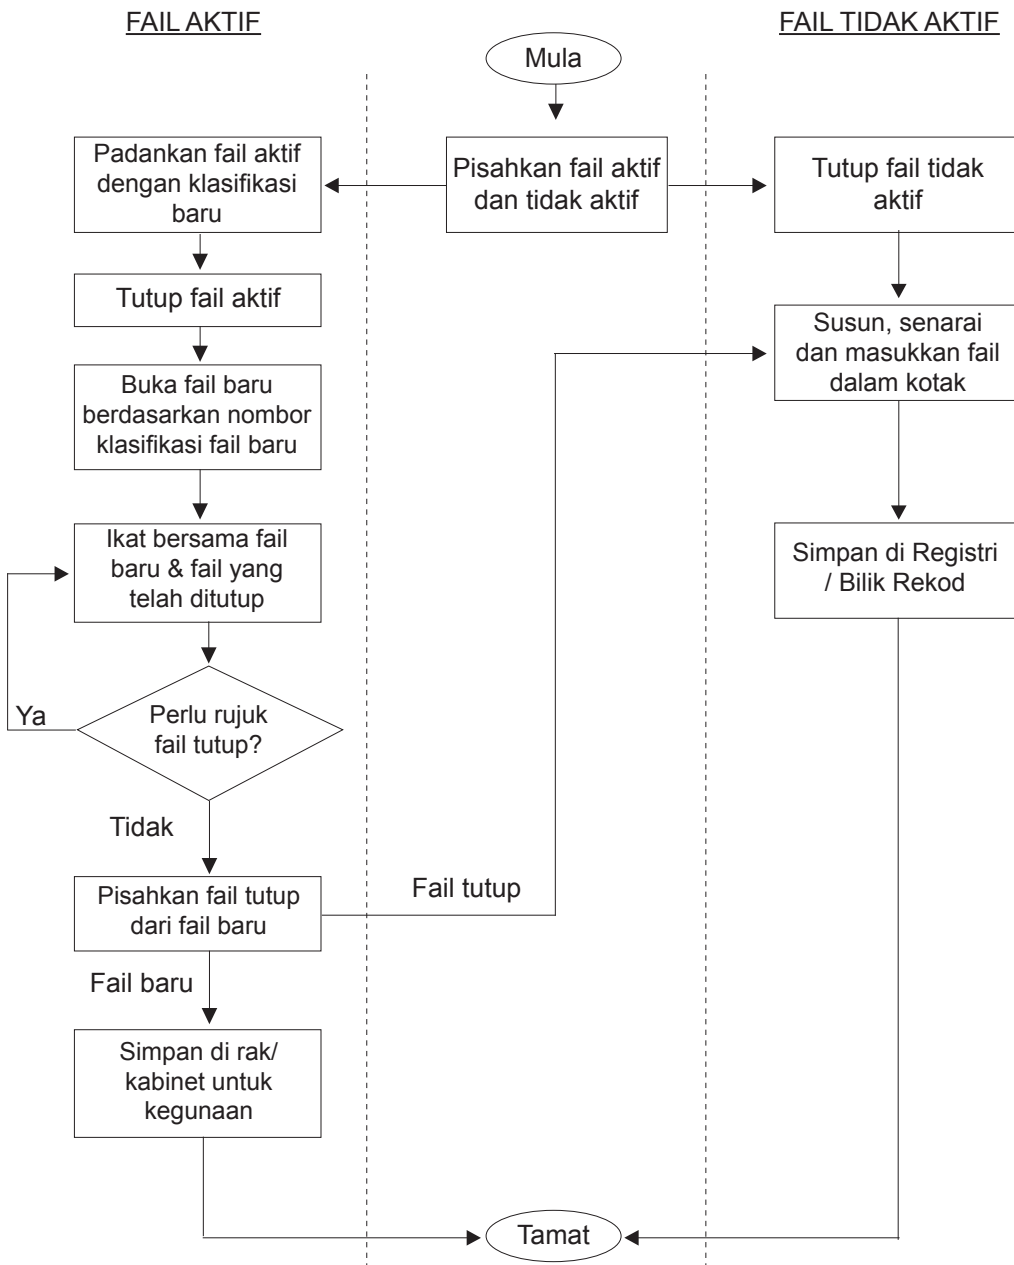 FAIL AKTIF
FAIL TIDAK AKTIF
Mula
Pisahkan fail aktif
dan tidak aktif
Padankan fail aktif
dengan klasifikasi
baru
Tutup fail aktif
Buka fail baru
berdasarkan nombor
klasifikasi fail baru
Ikat bersama fail
baru & fail yang
telah ditutup
Perlu rujuk
fail tutup?
Ya
Tidak
Pisahkan fail tutup
dari fail baru
Fail tutup
Fail baru
Simpan di rak/
kabinet untuk
kegunaan
Tutup fail tidak
aktif
Susun, senarai
dan masukkan fail
dalam kotak
Simpan di Registri
/ Bilik Rekod
Tamat